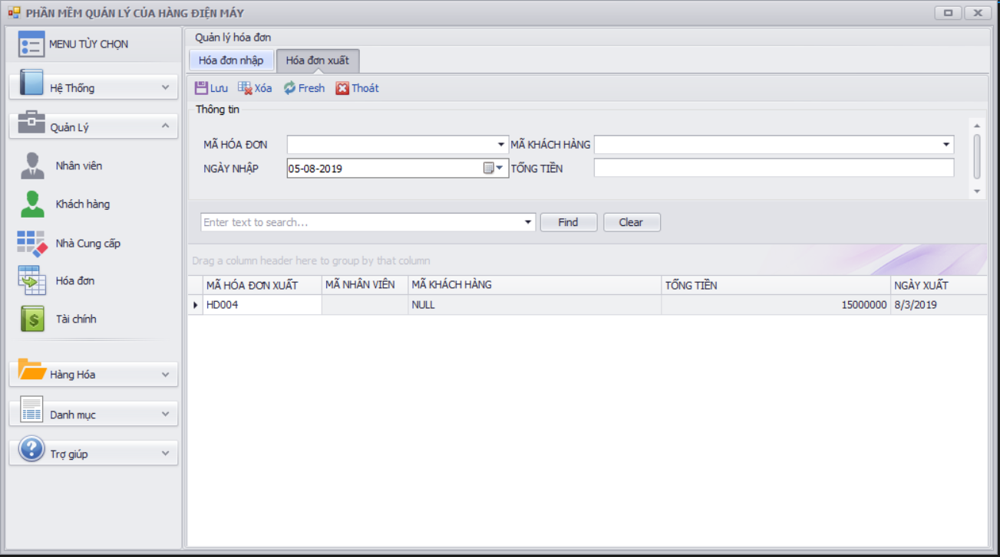 PHẦN MỀM QUẢN LÝ CỦA HÀNG ĐIỆN MÁY
MENU TÙY CHỌN
Hệ Thống
Quản Lý
Nhân viên
Khách hàng
Nhà Cung cấp
Hóa đơn
Tài chính
Hàng Hóa
Danh mục
Trợ giúp
Quản lý hóa đơn
Hóa đơn nhập Hóa đơn xuất
Lưu Xóa Fresh Thoát
Thông tin
MÃ HÓA ĐƠN MÃ KHÁCH HÀNG
NGÀY NHẬP 05-08-2019 TỔNG TIỀN
Enter text to search... Find Clear
Drag a column header here to group by that column
MÃ HÓA ĐƠN XUẤT MÃ NHÂN VIÊN MÃ KHÁCH HÀNG TỔNG TIỀN NGÀY XUẤT
HD004 NULL 15000000 8/3/2019